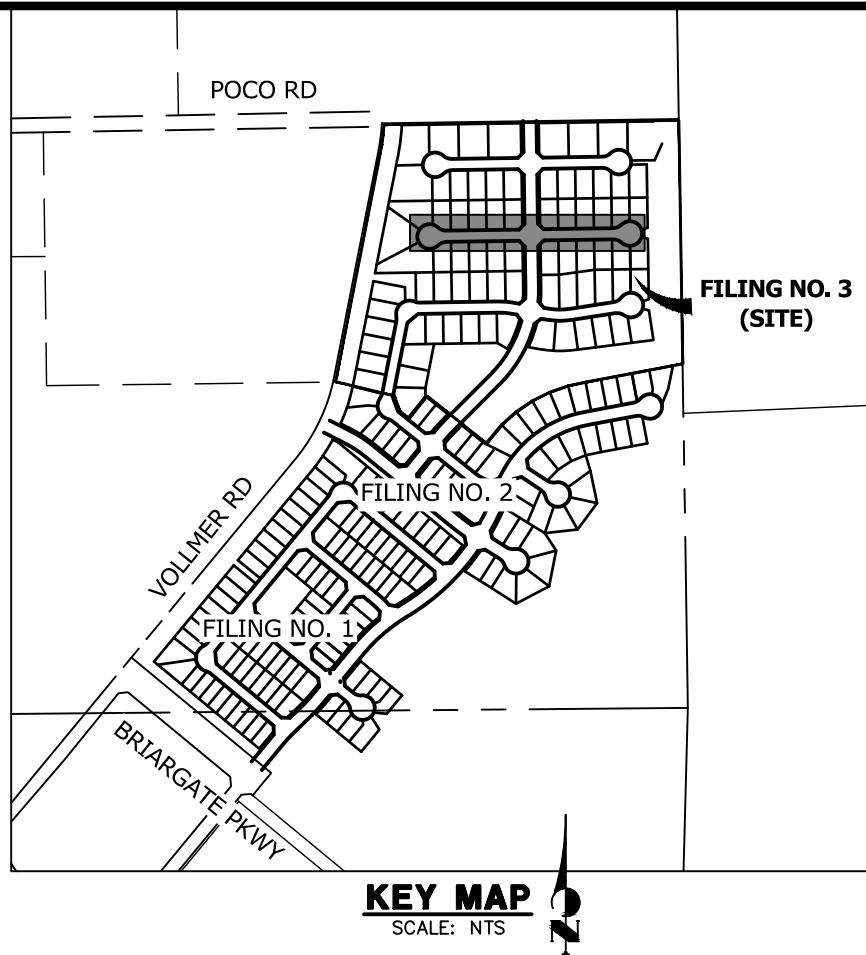 POCO RD
FILING NO. 3
(SITE)
FILING NO. 2
VOLLMER RD
FILING NO. 1
BRIARGATE PKWY
KEY MAP
SCALE: NTS
N